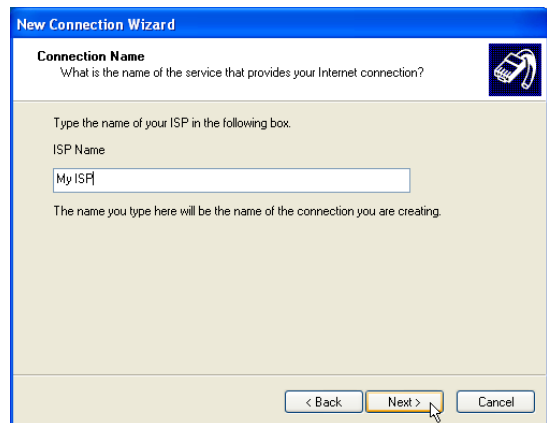 New Connection Wizard
Connection Name
What is the name of the service that provides your Internet connection?
Type the name of your ISP in the following box.
ISP Name
My ISP
The name you type here will be the name of the connection you are creating.
< Back
Next >
Cancel